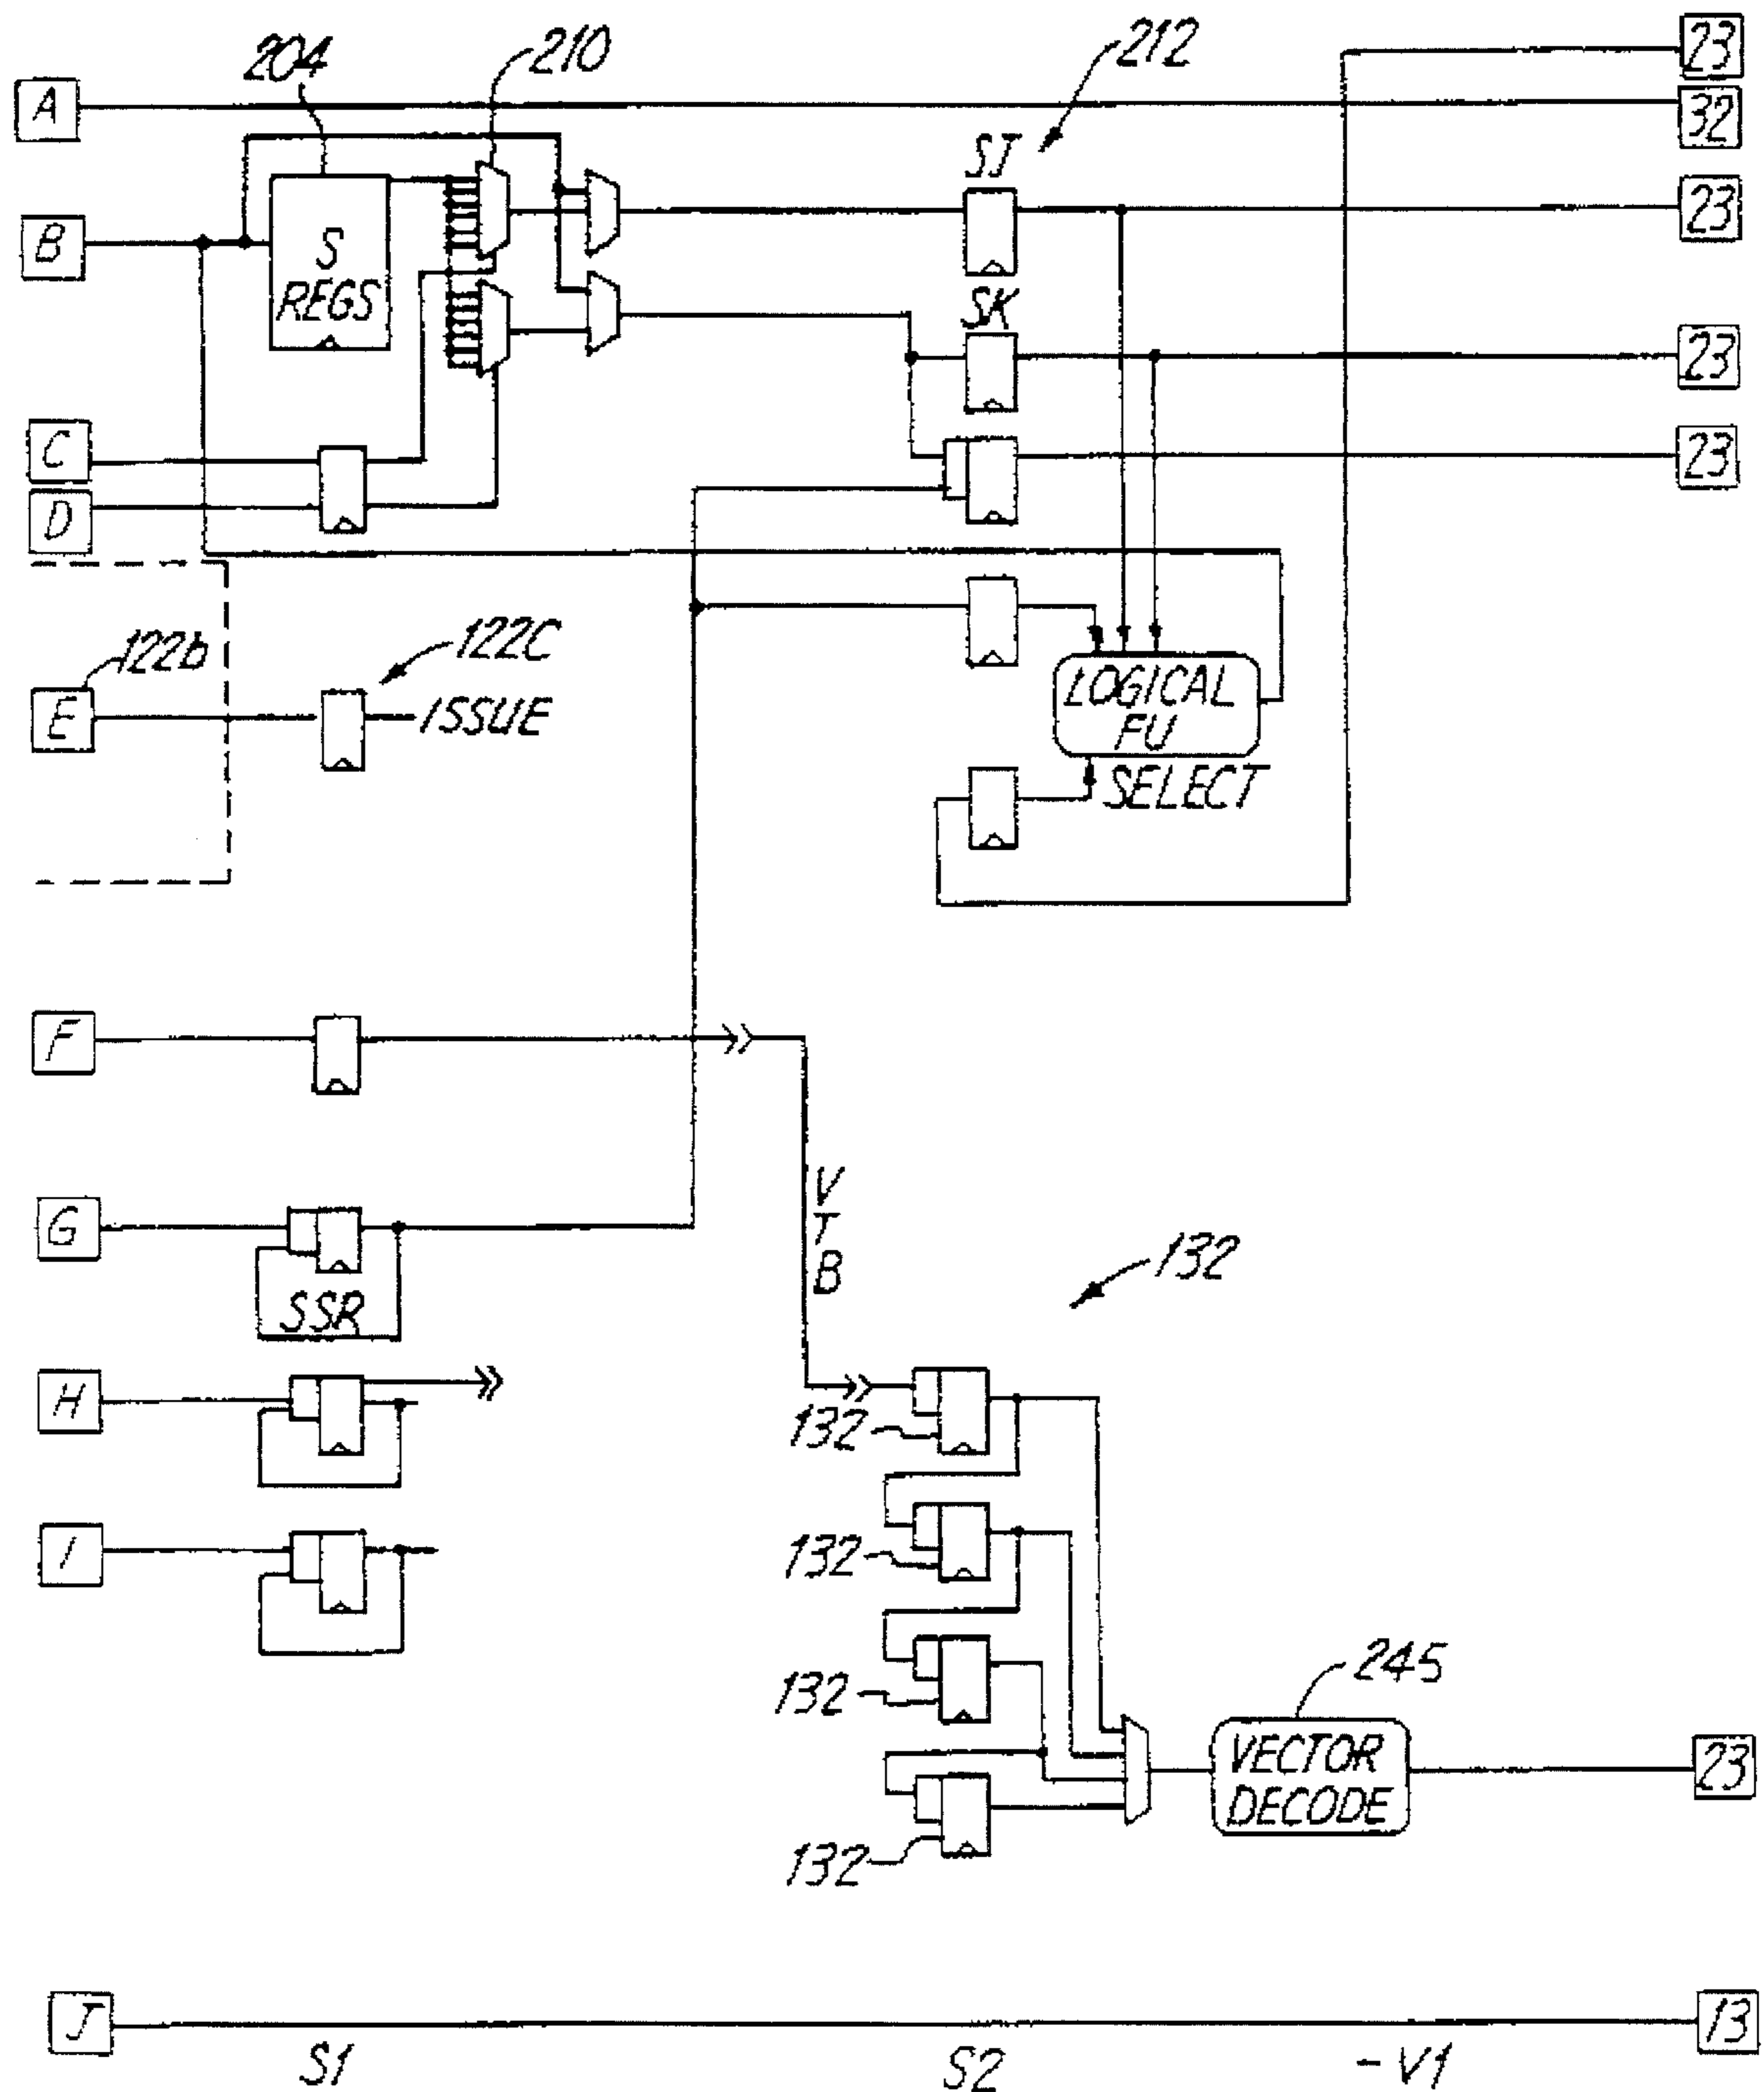 204
210
212
23
A
32
SJ
23
B
S
REGS
SK
23
C
23
D
122b
122C
E
ISSUE
LOGICAL
FU
SELECT
F
V
T
B
G
SSR
132
H
132
I
132
132
245
VECTOR
DECODE
23
132
J
13
S1
S2
- V1